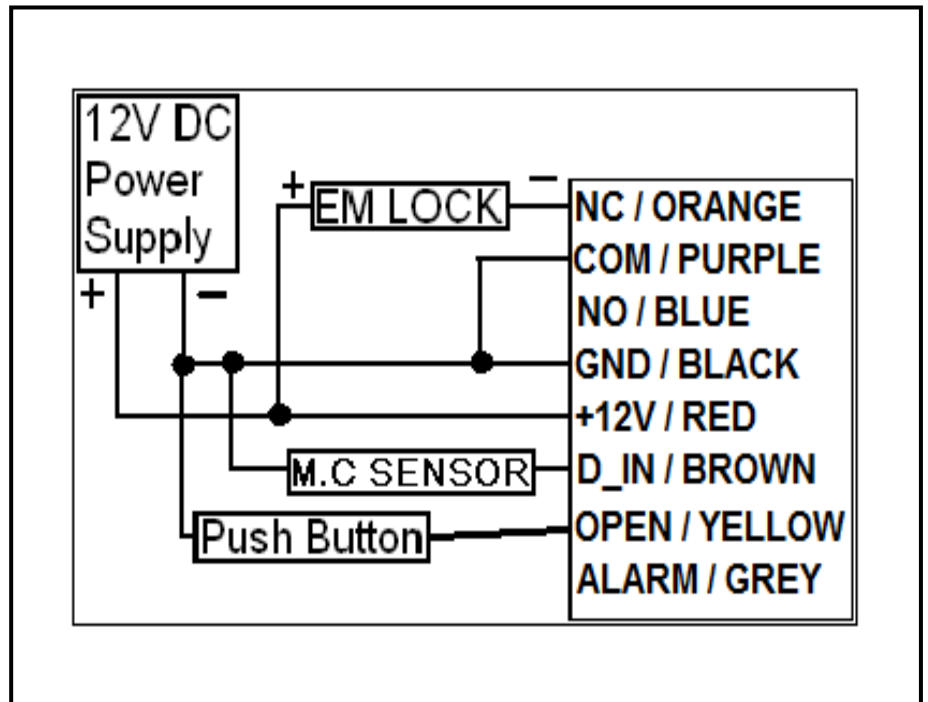 12V DC
Power
Supply
+ −
+ EM LOCK −
NC / ORANGE
COM / PURPLE
NO / BLUE
GND / BLACK
+12V / RED
M.C SENSOR
D_IN / BROWN
Push Button
OPEN / YELLOW
ALARM / GREY